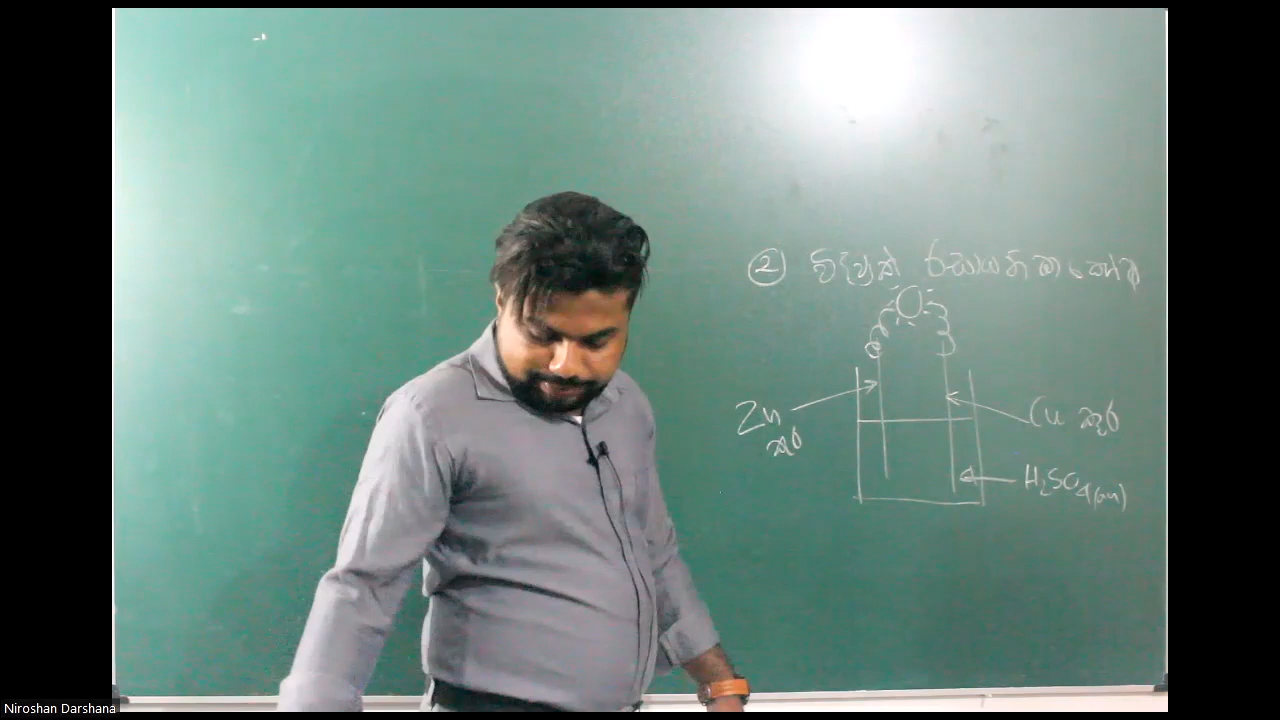 ② විද්‍යුත් රසායනික කෝෂ
Zn
කූර
Cu කූර
H₂SO₄(aq)
Niroshan Darshana